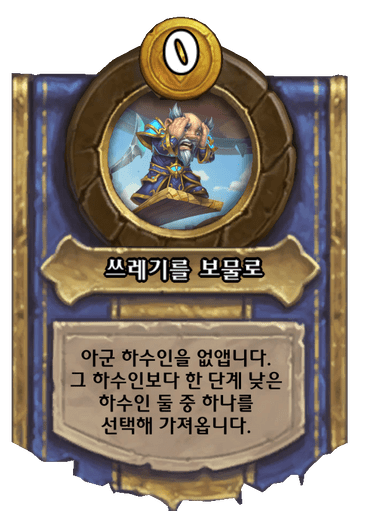 0
쓰레기를 보물로
아군 하수인을 없앱니다.
그 하수인보다 한 단계 낮은
하수인 둘 중 하나를
선택해 가져옵니다.